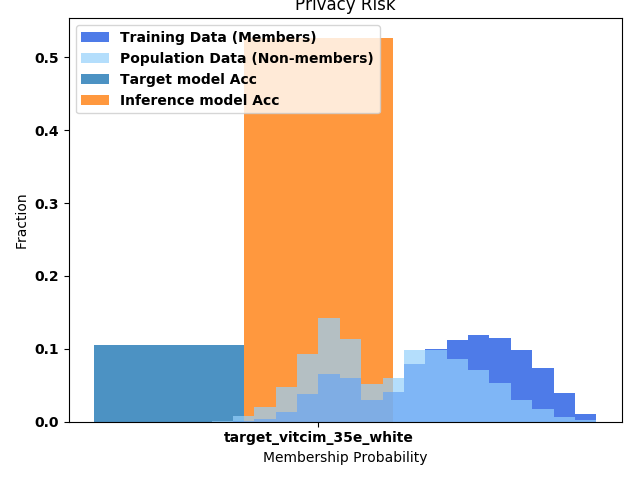 Privacy Risk
Training Data (Members)
Population Data (Non-members)
Target model Acc
Inference model Acc
0.5
0.4
0.3
0.2
0.1
0.0
Fraction
target_vitcim_35e_white
Membership Probability